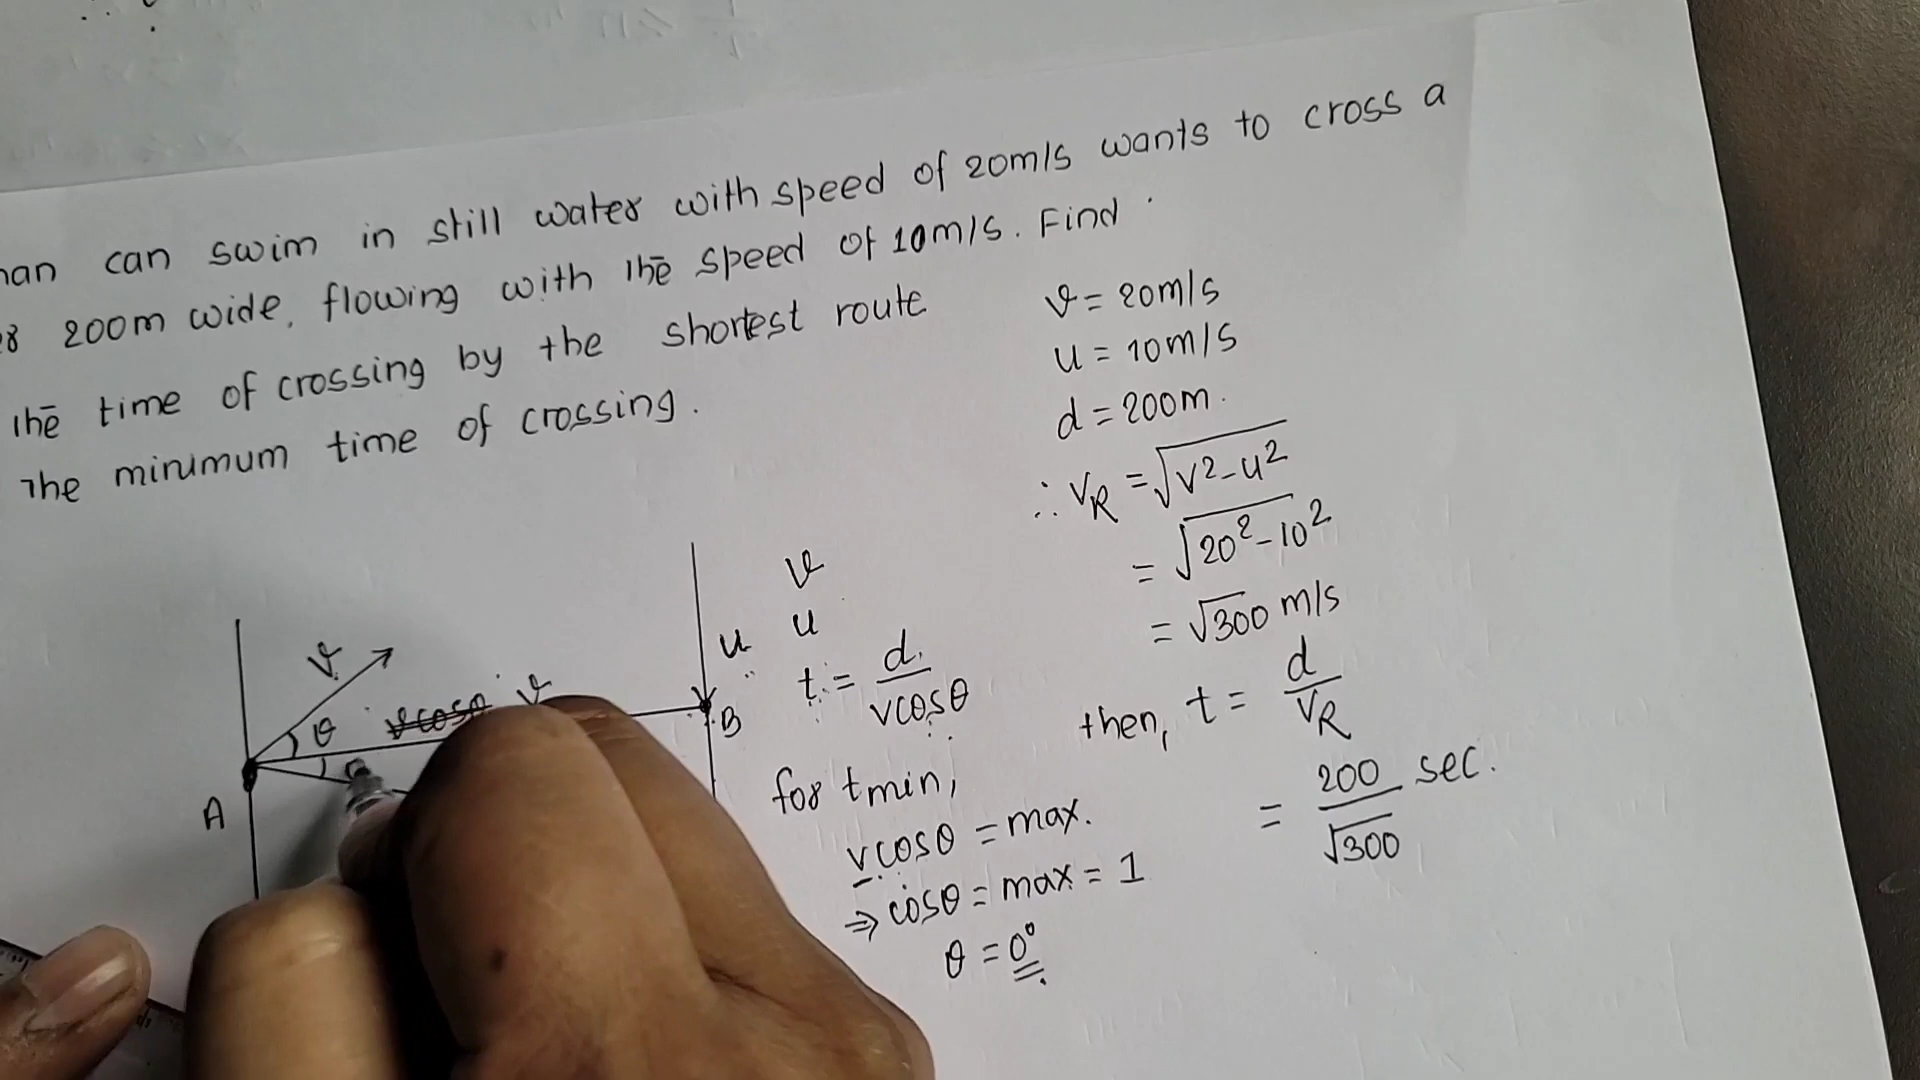 can swim in still water with speed of 20m/s wants to cross a
200m wide, flowing with the speed of 10m/s. Find
the time of crossing by the shortest route
The minimum time of crossing.
v = 20m/s
u = 10m/s
d = 200m.
∴ VR = √v²-u²
= √20²-10²
= √300 m/s
then, t = d/VR
= 200/√300 sec.
v
u
t = d/vcosθ
for tmin,
vcosθ = max.
⇒ cosθ = max = 1
θ = 0°
v
θ
v
u
B
A